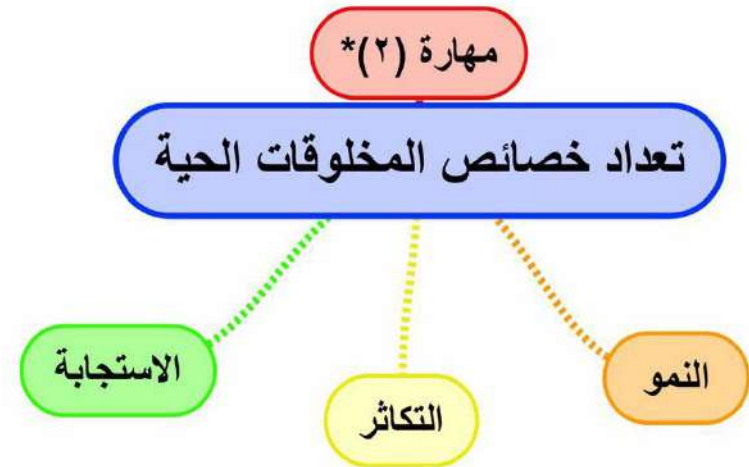 مهارة (٢)*
تعداد خصائص المخلوقات الحية
النمو
التكاثر
الاستجابة